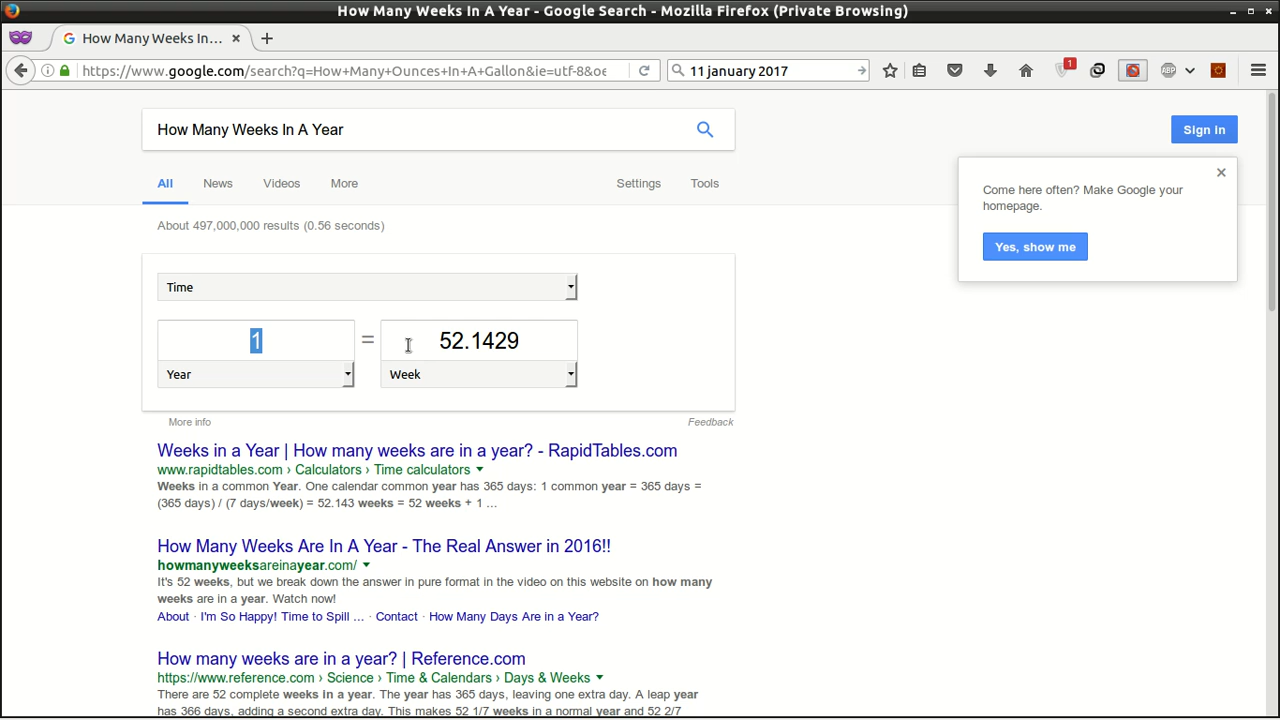 How Many Weeks In A Year - Google Search - Mozilla Firefox (Private Browsing)
How Many Weeks In...
https://www.google.com/search?q=How+Many+Ounces+In+A+Gallon&ie=utf-8&oe
11 january 2017
1
ABP
How Many Weeks In A Year
Sign in
All News Videos More Settings Tools
Come here often? Make Google your
homepage.
Yes, show me
About 497,000,000 results (0.56 seconds)
Time
1 = 52.1429
Year Week
More info Feedback
Weeks in a Year | How many weeks are in a year? - RapidTables.com
www.rapidtables.com › Calculators › Time calculators
Weeks in a common Year. One calendar common year has 365 days: 1 common year = 365 days =
(365 days) / (7 days/week) = 52.143 weeks = 52 weeks + 1 ...
How Many Weeks Are In A Year - The Real Answer in 2016!!
howmanyweeksareinayear.com/
It's 52 weeks, but we break down the answer in pure format in the video on this website on how many
weeks are in a year. Watch now!
About · I'm So Happy! Time to Spill ... · Contact · How Many Days Are in a Year?
How many weeks are in a year? | Reference.com
https://www.reference.com › Science › Time & Calendars › Days & Weeks
There are 52 complete weeks in a year. The year has 365 days, leaving one extra day. A leap year
has 366 days, adding a second extra day. This makes 52 1/7 weeks in a normal year and 52 2/7